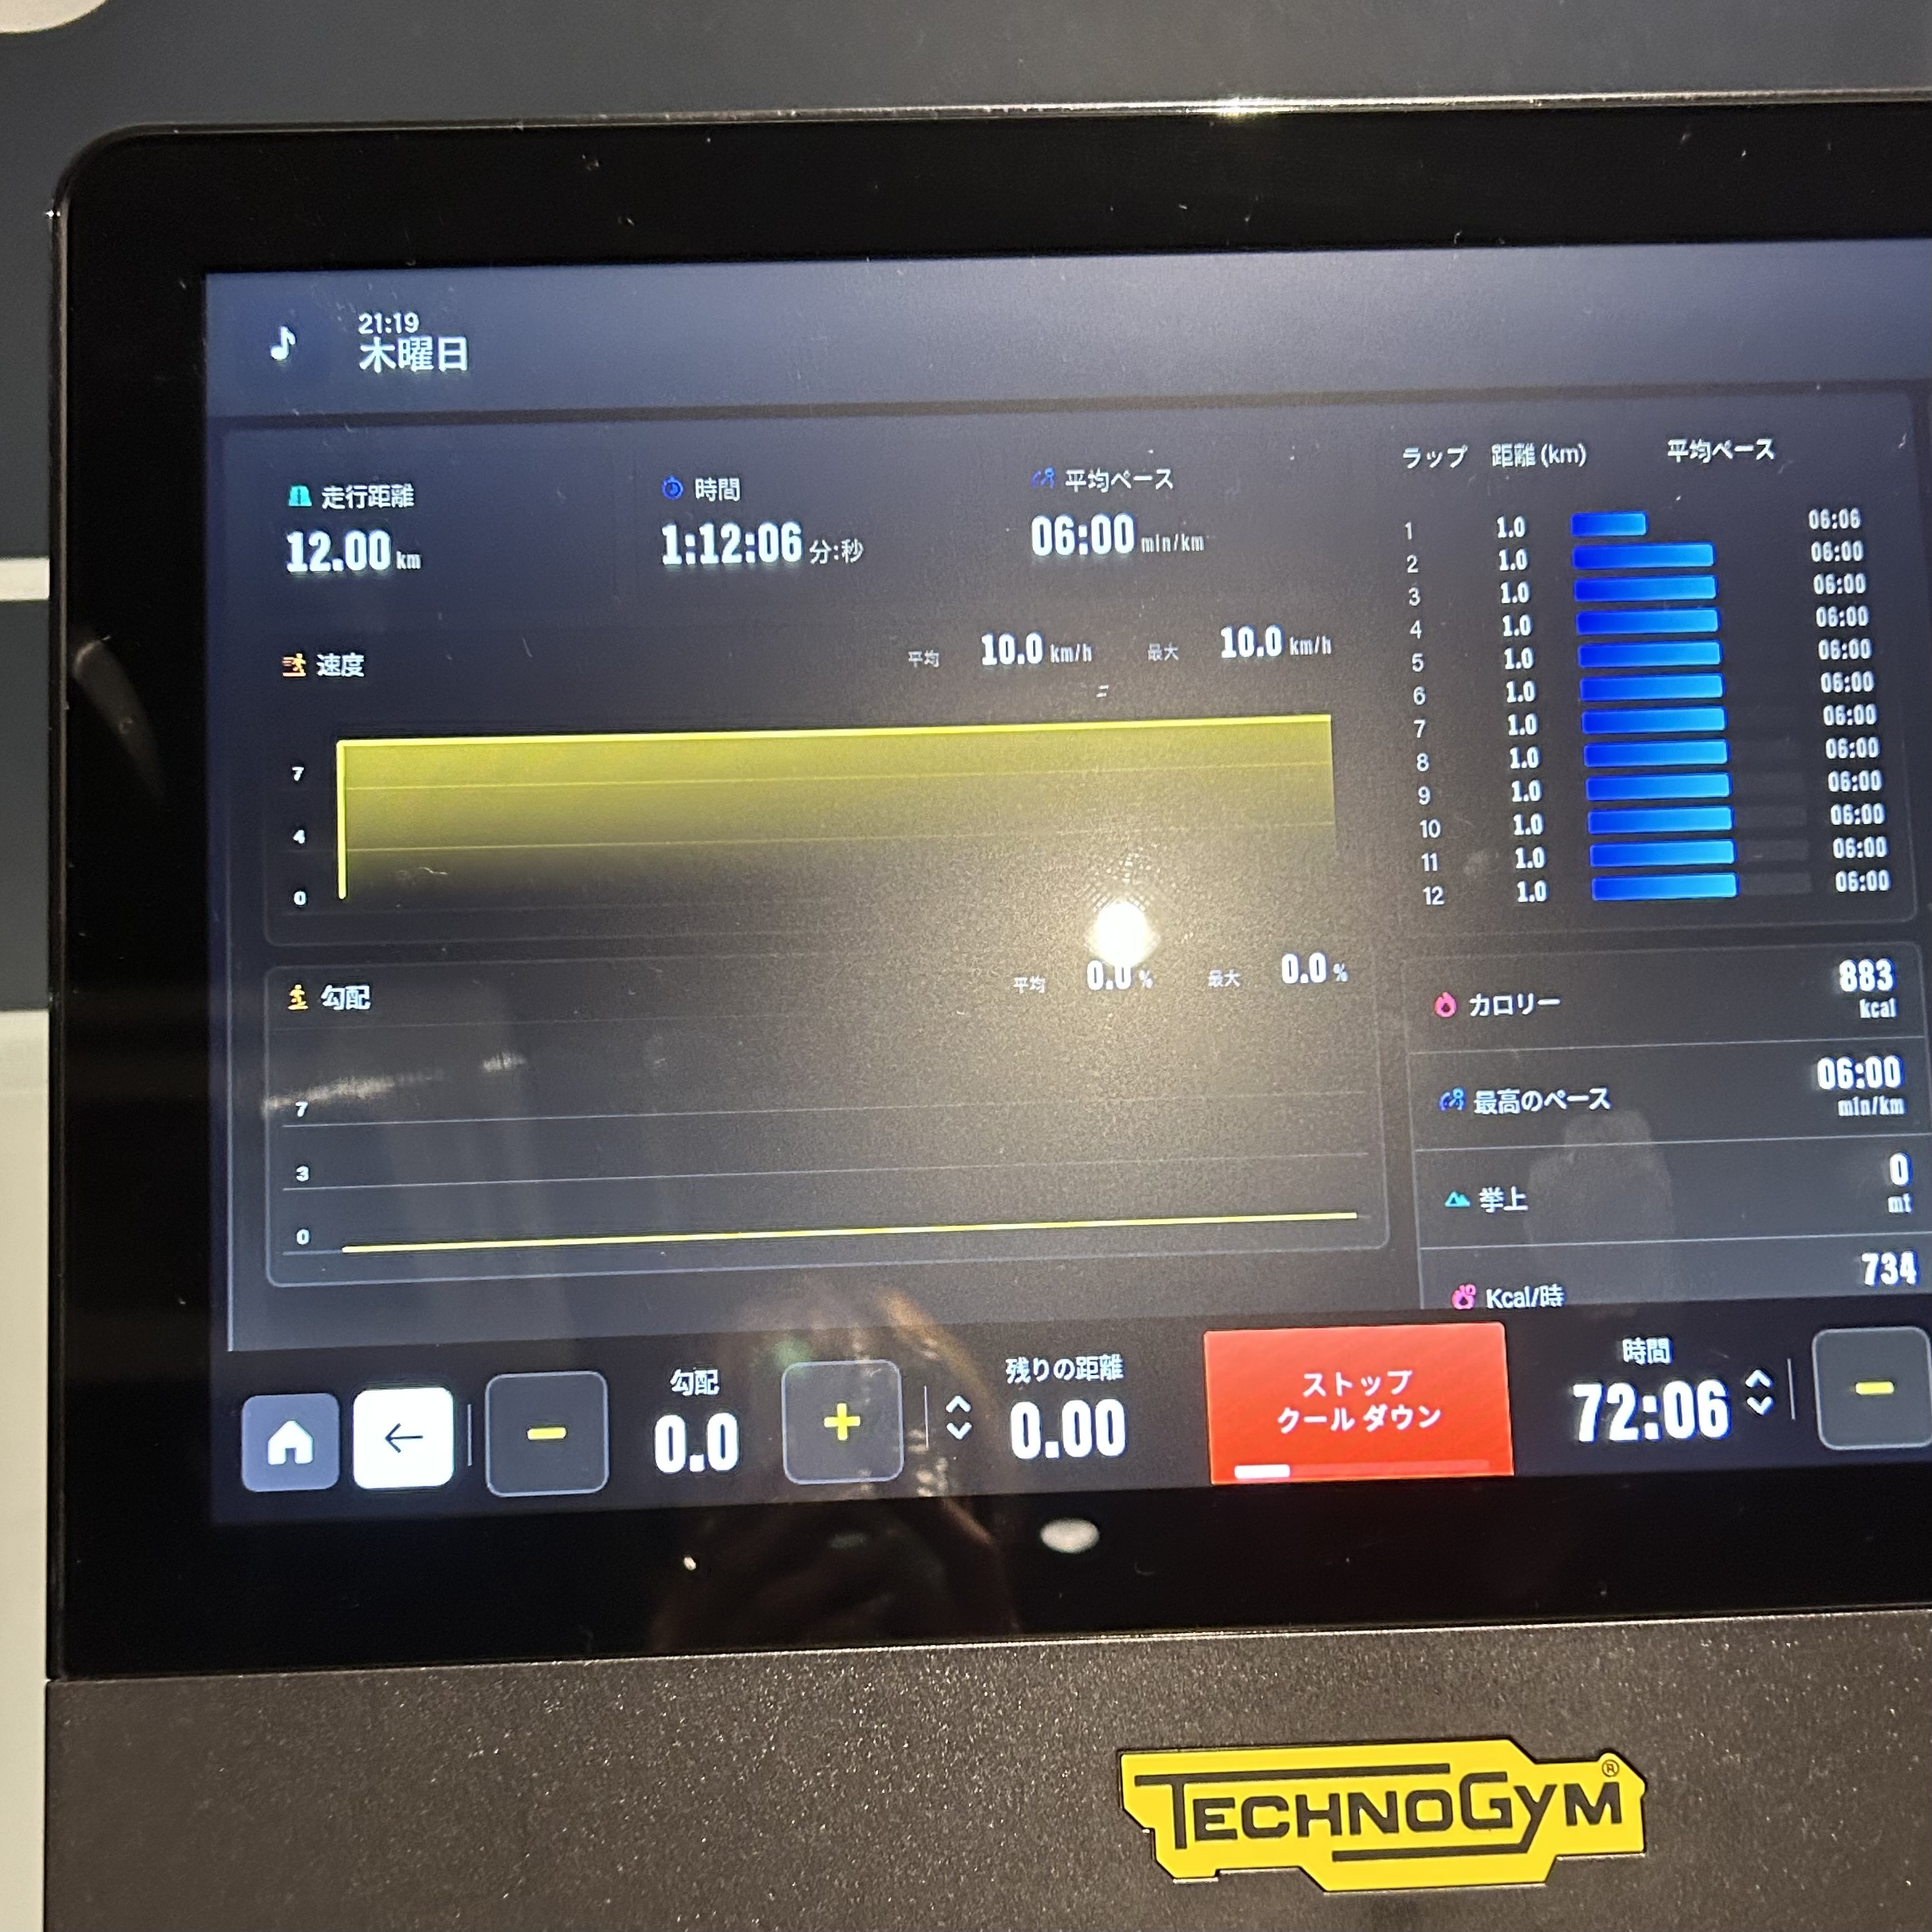 21:19
木曜日
走行距離
12.00 km
時間
1:12:06 分:秒
平均ペース
06:00 min/km
速度
平均 10.0 km/h 最大 10.0 km/h
7
4
0
勾配
平均 0.0 % 最大 0.0 %
7
3
0
ラップ 距離 (km) 平均ペース
1 1.0 06:06
2 1.0 06:00
3 1.0 06:00
4 1.0 06:00
5 1.0 06:00
6 1.0 06:00
7 1.0 06:00
8 1.0 06:00
9 1.0 06:00
10 1.0 06:00
11 1.0 06:00
12 1.0 06:00
カロリー 883
kcal
最高のペース 06:00
min/km
挙上 0
mt
Kcal/時 734
勾配
0.0
残りの距離
0.00
ストップ
クール ダウン
時間
72:06
TECHNOGYM®